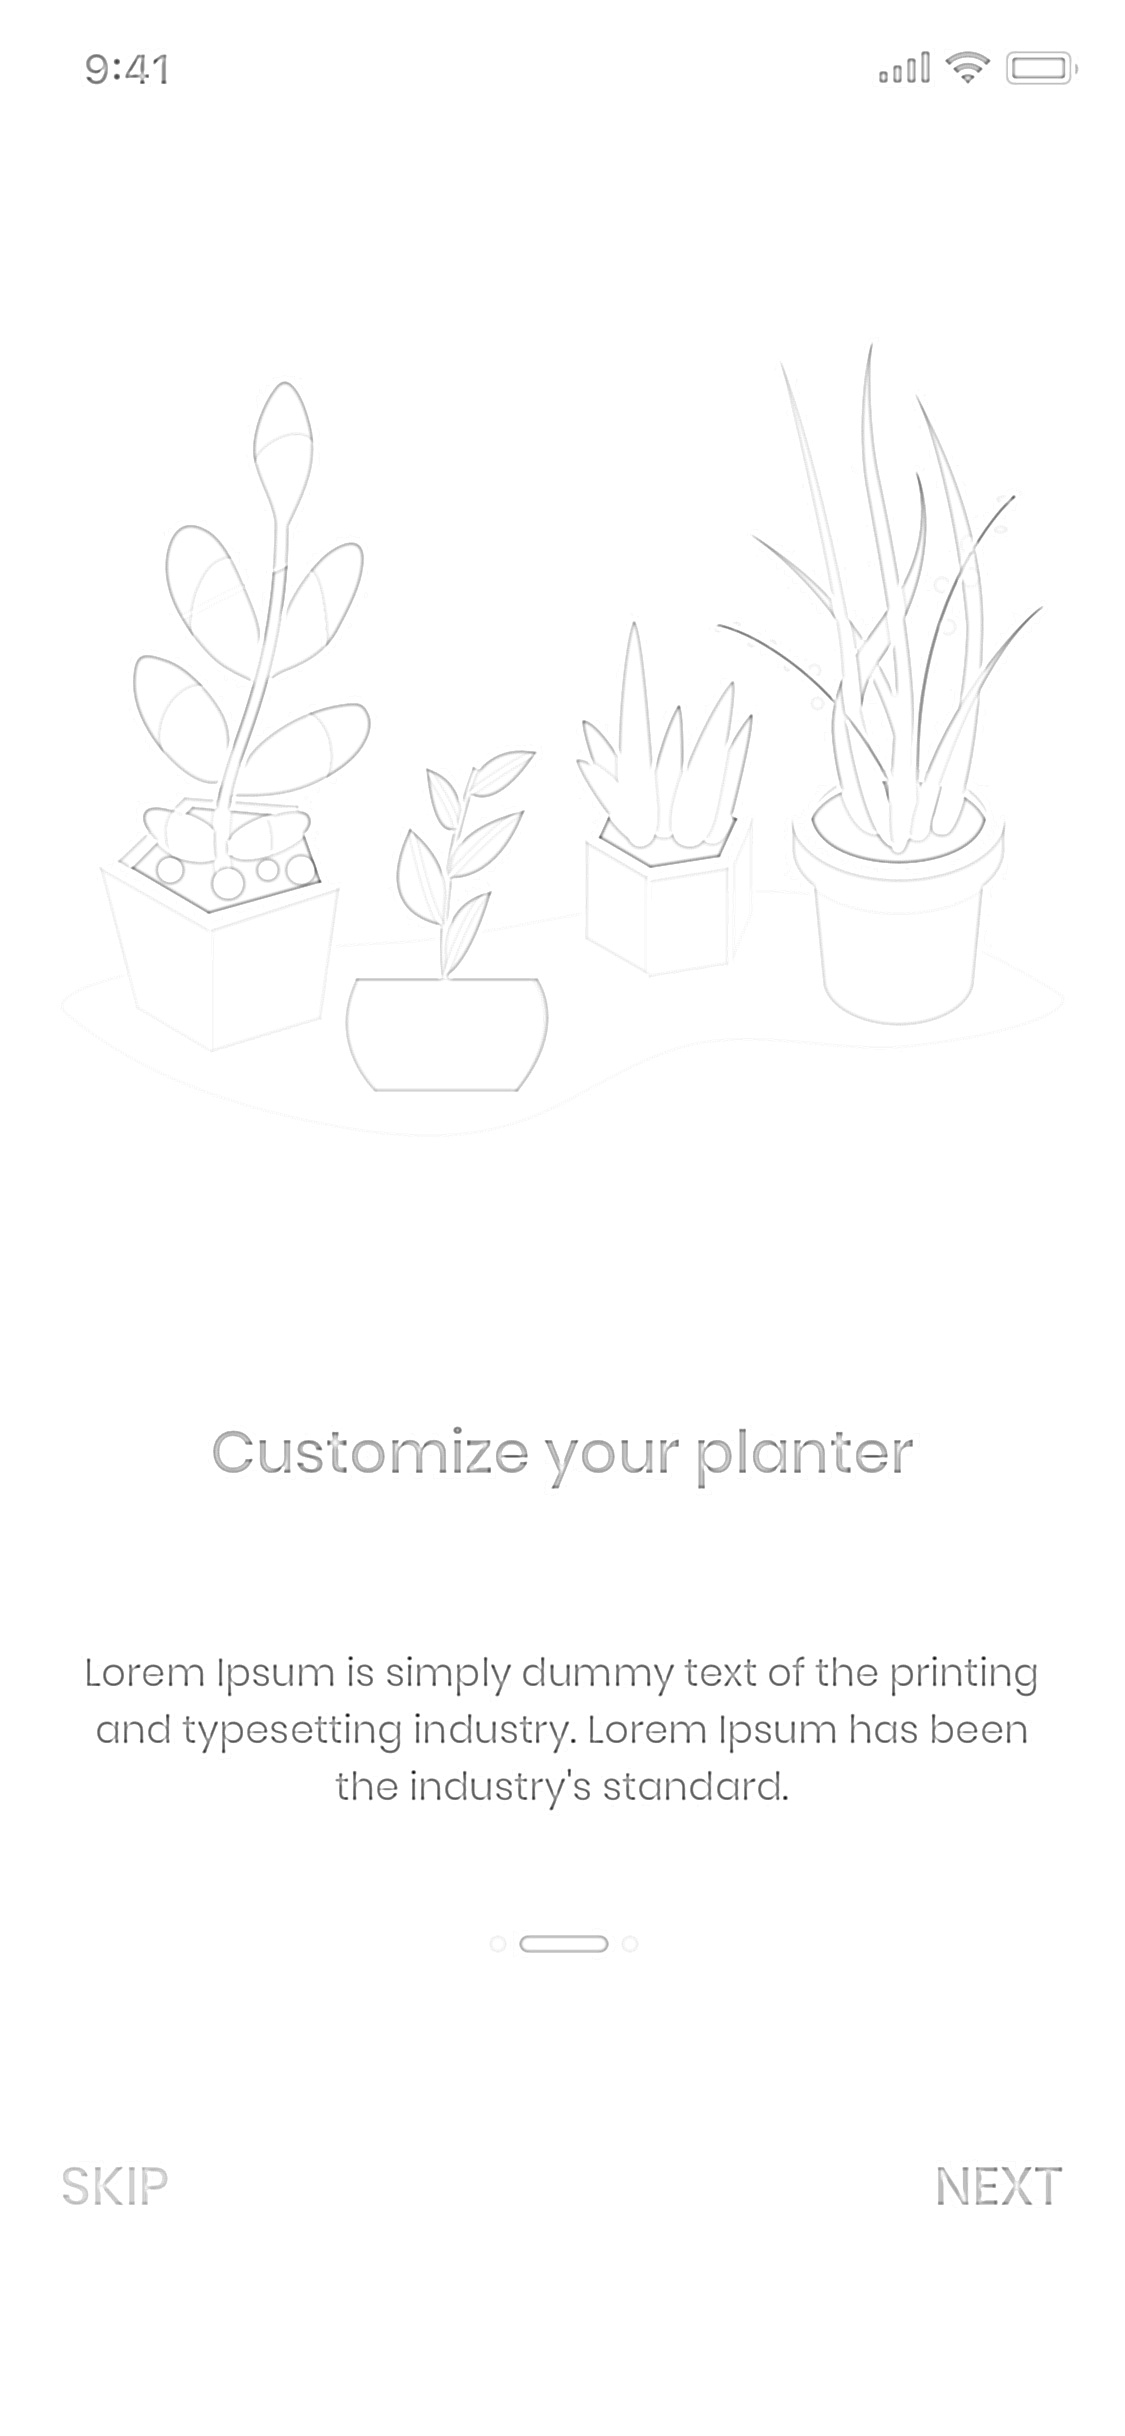 9:41
Customize your planter
Lorem Ipsum is simply dummy text of the printing
and typesetting industry. Lorem Ipsum has been
the industry's standard.
SKIP
NEXT